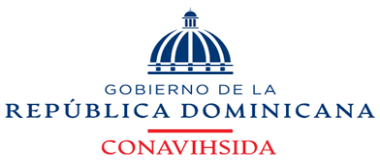 GOBIERNO DE LA
REPÚBLICA DOMINICANA
CONAVIHSIDA